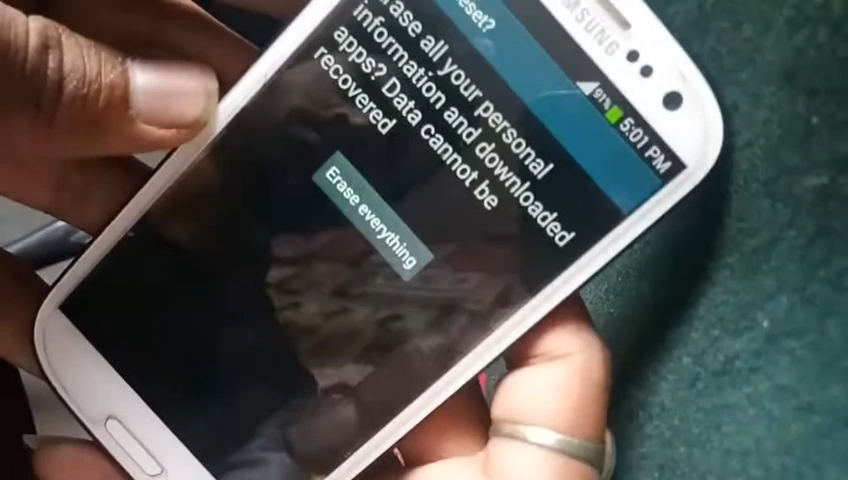 SAMSUNG
91% 5:01 PM
eset?
rase all your personal
information and downloaded
apps? Data cannot be
recovered
Erase everything